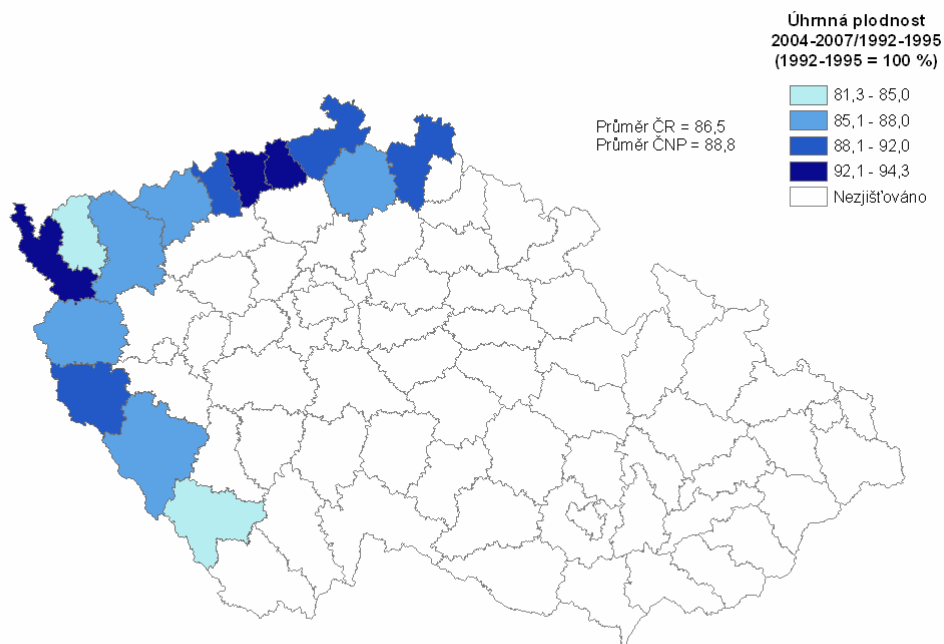 Úhrnná plodnost
2004-2007/1992-1995
(1992-1995 = 100 %)
81,3 - 85,0
85,1 - 88,0
88,1 - 92,0
92,1 - 94,3
Nezjišťováno
Průměr ČR = 86,5
Průměr ČNP = 88,8